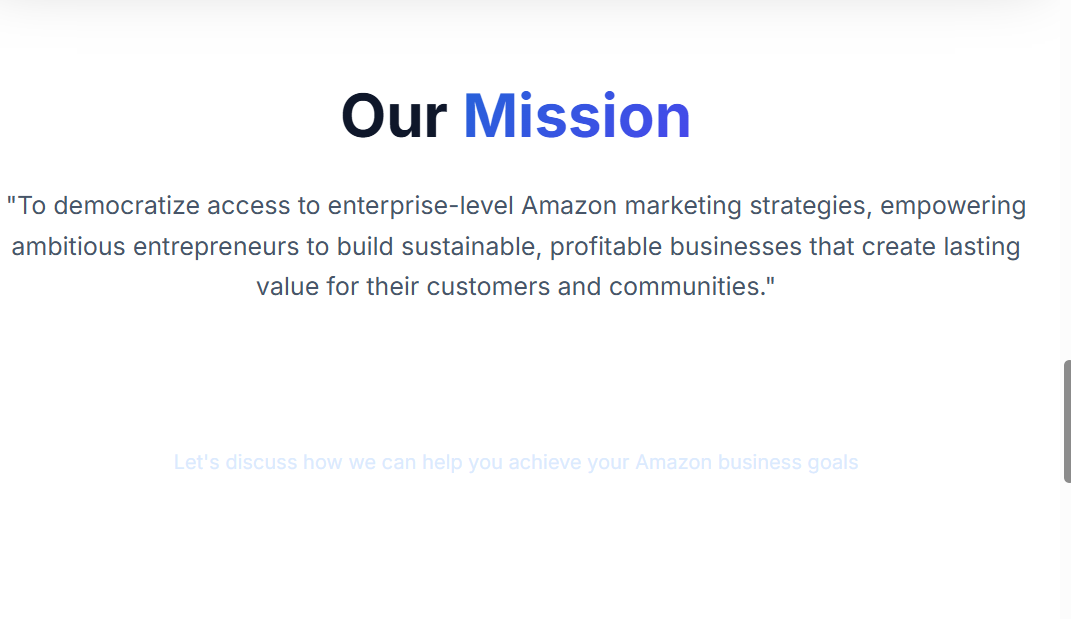 Our Mission
"To democratize access to enterprise-level Amazon marketing strategies, empowering
ambitious entrepreneurs to build sustainable, profitable businesses that create lasting
value for their customers and communities."
Let's discuss how we can help you achieve your Amazon business goals